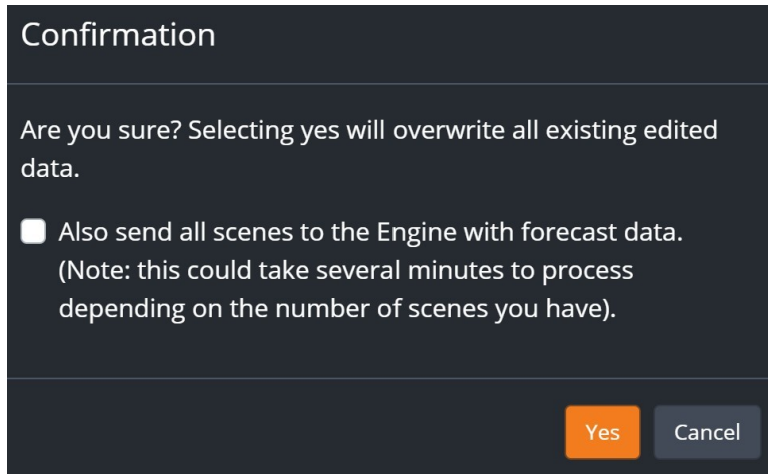 Confirmation
Are you sure? Selecting yes will overwrite all existing edited
data.
Also send all scenes to the Engine with forecast data.
(Note: this could take several minutes to process
depending on the number of scenes you have).
Yes
Cancel